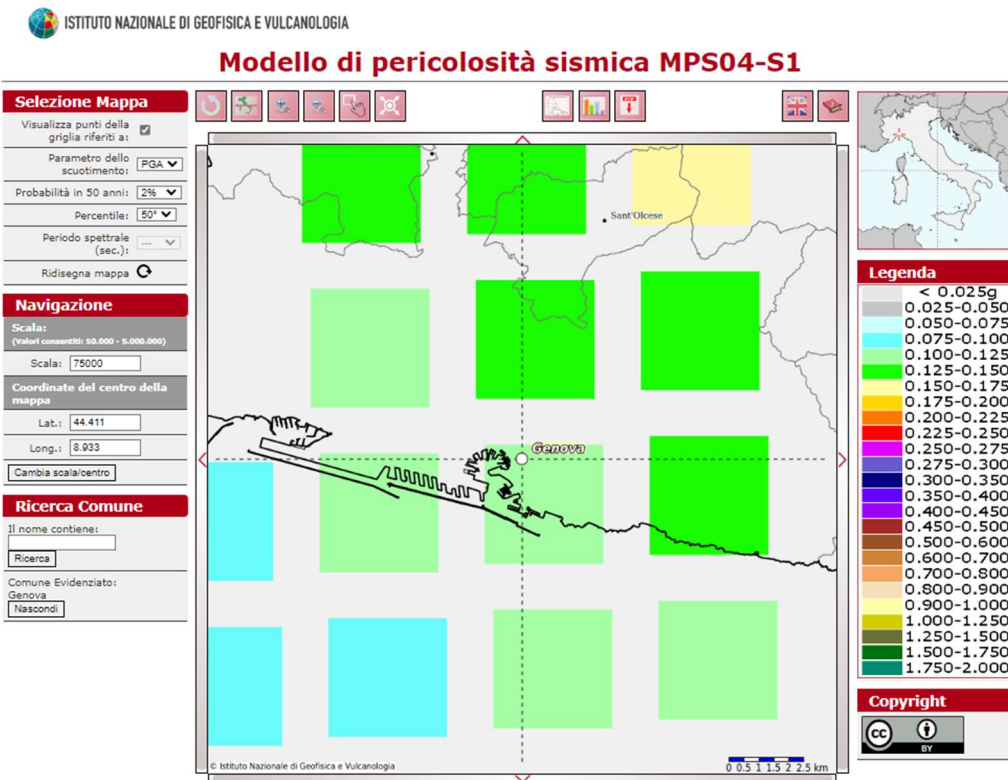 ISTITUTO NAZIONALE DI GEOFISICA E VULCANOLOGIA
Modello di pericolosità sismica MPS04-S1
Selezione Mappa
Visualizza punti della
griglia riferiti a:
Parametro dello
scuotimento:
PGA
Probabilità in 50 anni:
2%
Percentile:
50°
Periodo spettrale
(sec.):
---
Ridisegna mappa
Navigazione
Scala:
(Valori consentiti: 50.000 - 5.000.000)
Scala:
75000
Coordinate del centro della
mappa
Lat.:
44.411
Long.:
8.933
Cambia scala/centro
Ricerca Comune
Il nome contiene:
Ricerca
Comune Evidenziato:
Genova
Nascondi
Sant'Olcese
Genova
© Istituto Nazionale di Geofisica e Vulcanologia
0 0.5 1 1.5 2 2.5 km
Legenda
< 0.025g
0.025-0.050
0.050-0.075
0.075-0.100
0.100-0.125
0.125-0.150
0.150-0.175
0.175-0.200
0.200-0.225
0.225-0.250
0.250-0.275
0.275-0.300
0.300-0.350
0.350-0.400
0.400-0.450
0.450-0.500
0.500-0.600
0.600-0.700
0.700-0.800
0.800-0.900
0.900-1.000
1.000-1.250
1.250-1.500
1.500-1.750
1.750-2.000
Copyright
cc
BY